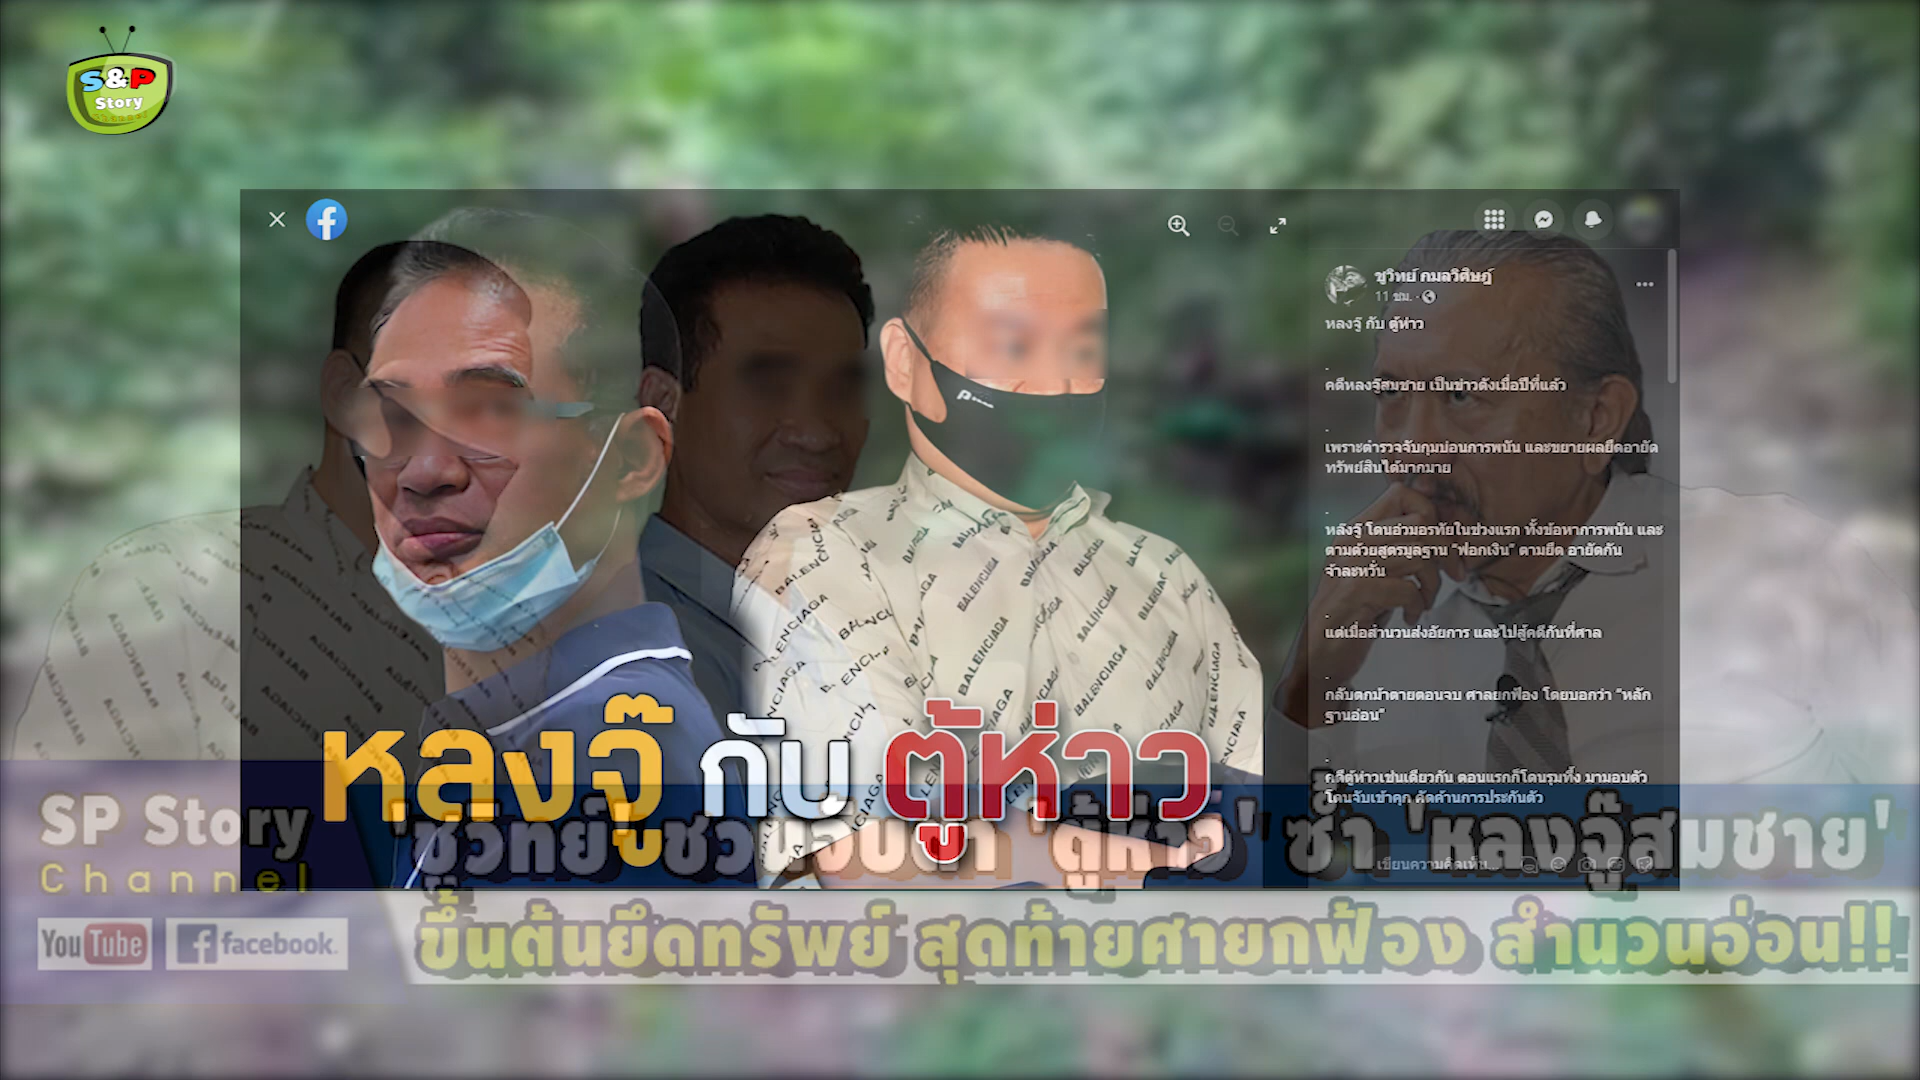 S&P
Story
Channel
ชูวิทย์ กมลวิศิษฎ์
11 ชม.
หลงจู๊ กับ ตู้ห่าว
.
คดีหลงจู๊สมชาย เป็นข่าวดังเมื่อปีที่แล้ว
.
เพราะตำรวจจับกุมบ่อนการพนัน และขยายผลยึดอายัด
ทรัพย์สินได้มากมาย
.
หลังจู๊ โดนอ่วมอรทัยในช่วงแรก ทั้งข้อหาการพนัน และ
ตามด้วยสูตรมูลฐาน "ฟอกเงิน" ตามยึด อายัดกัน
จ้าละหวั่น
.
แต่เมื่อสำนวนส่งอัยการ และไปสู้คดีกันที่ศาล
.
กลับตกม้าตายตอนจบ ศาลยกฟ้อง โดยบอกว่า "หลัก
ฐานอ่อน"
.
คดีตู้ห่าวเช่นเดียวกัน ตอนแรกก็โดนรุมทึ้ง มามอบตัว
โดนจับเข้าคุก คัดค้านการประกันตัว
เขียนความคิดเห็น...
BALENCIAGA
หลงจู๊ กับ ตู้ห่าว
SP Story
Channel
YouTube
facebook.
'ชูวิทย์' ชวนจับตา 'ตู้ห่าว' ซ้ำ 'หลงจู๊สมชาย'
ขึ้นต้นยึดทรัพย์ สุดท้ายศายกฟ้อง สำนวนอ่อน!!